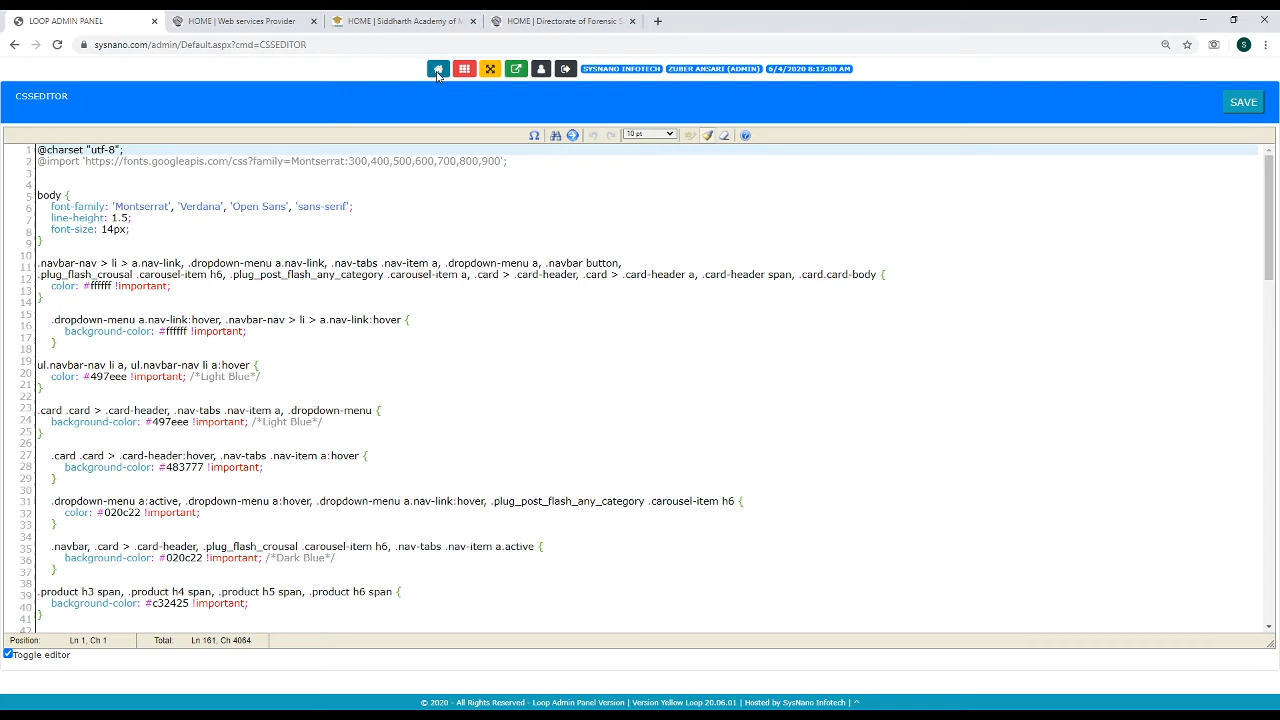 LOOP ADMIN PANEL
HOME | Web services Provider
HOME | Siddharth Academy of M
HOME | Directorate of Forensic S
sysnano.com/admin/Default.aspx?cmd=CSSEDITOR
S
SYSNANO INFOTECH
ZUBER ANSARI (ADMIN)
6/4/2020 8:12:00 AM
CSSEDITOR
SAVE
10 pt
1 @charset "utf-8";
2 @import 'https://fonts.googleapis.com/css?family=Montserrat:300,400,500,600,700,800,900';
3
4
5 body {
6 font-family: 'Montserrat', 'Verdana', 'Open Sans', 'sans-serif';
7 line-height: 1.5;
8 font-size: 14px;
9 }
10
11 .navbar-nav > li > a.nav-link, .dropdown-menu a.nav-link, .nav-tabs .nav-item a, .dropdown-menu a, .navbar button,
12 .plug_flash_crousal .carousel-item h6, .plug_post_flash_any_category .carousel-item a, .card > .card-header, .card > .card-header a, .card-header span, .card.card-body {
13 color: #ffffff !important;
14 }
15
16 .dropdown-menu a.nav-link:hover, .navbar-nav > li > a.nav-link:hover {
17 background-color: #ffffff !important;
18 }
19
20 ul.navbar-nav li a, ul.navbar-nav li a:hover {
21 color: #497eee !important; /*Light Blue*/
22 }
23
24 .card .card > .card-header, .nav-tabs .nav-item a, .dropdown-menu {
25 background-color: #497eee !important; /*Light Blue*/
26 }
27
28 .card .card > .card-header:hover, .nav-tabs .nav-item a:hover {
29 background-color: #483777 !important;
30 }
31
32 .dropdown-menu a:active, .dropdown-menu a:hover, .dropdown-menu a.nav-link:hover, .plug_post_flash_any_category .carousel-item h6 {
33 color: #020c22 !important;
34 }
35
36 .navbar, .card > .card-header, .plug_flash_crousal .carousel-item h6, .nav-tabs .nav-item a.active {
37 background-color: #020c22 !important; /*Dark Blue*/
38 }
39
40 .product h3 span, .product h4 span, .product h5 span, .product h6 span {
41 background-color: #c32425 !important;
42 }
Position: Ln 1, Ch 1 Total: Ln 161, Ch 4064
Toggle editor
© 2020 - All Rights Reserved - Loop Admin Panel Version | Version Yellow Loop 20.06.01 | Hosted by SysNano Infotech | ^